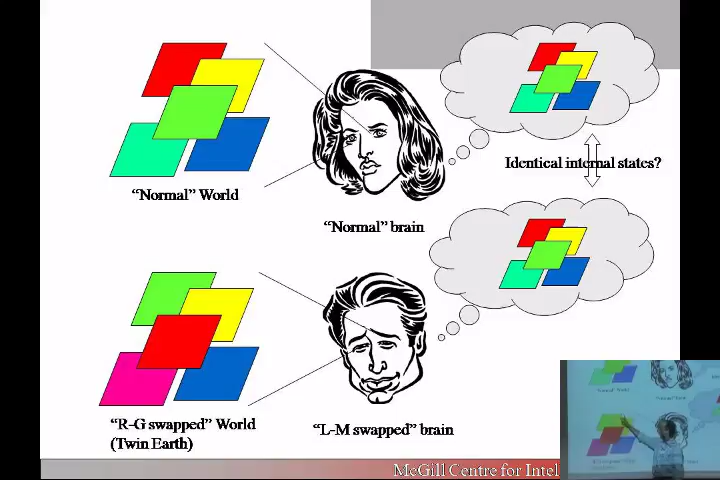 Identical internal states?
"Normal" World
"Normal" brain
"R-G swapped" World
(Twin Earth)
"L-M swapped" brain
McGill Centre for Intel